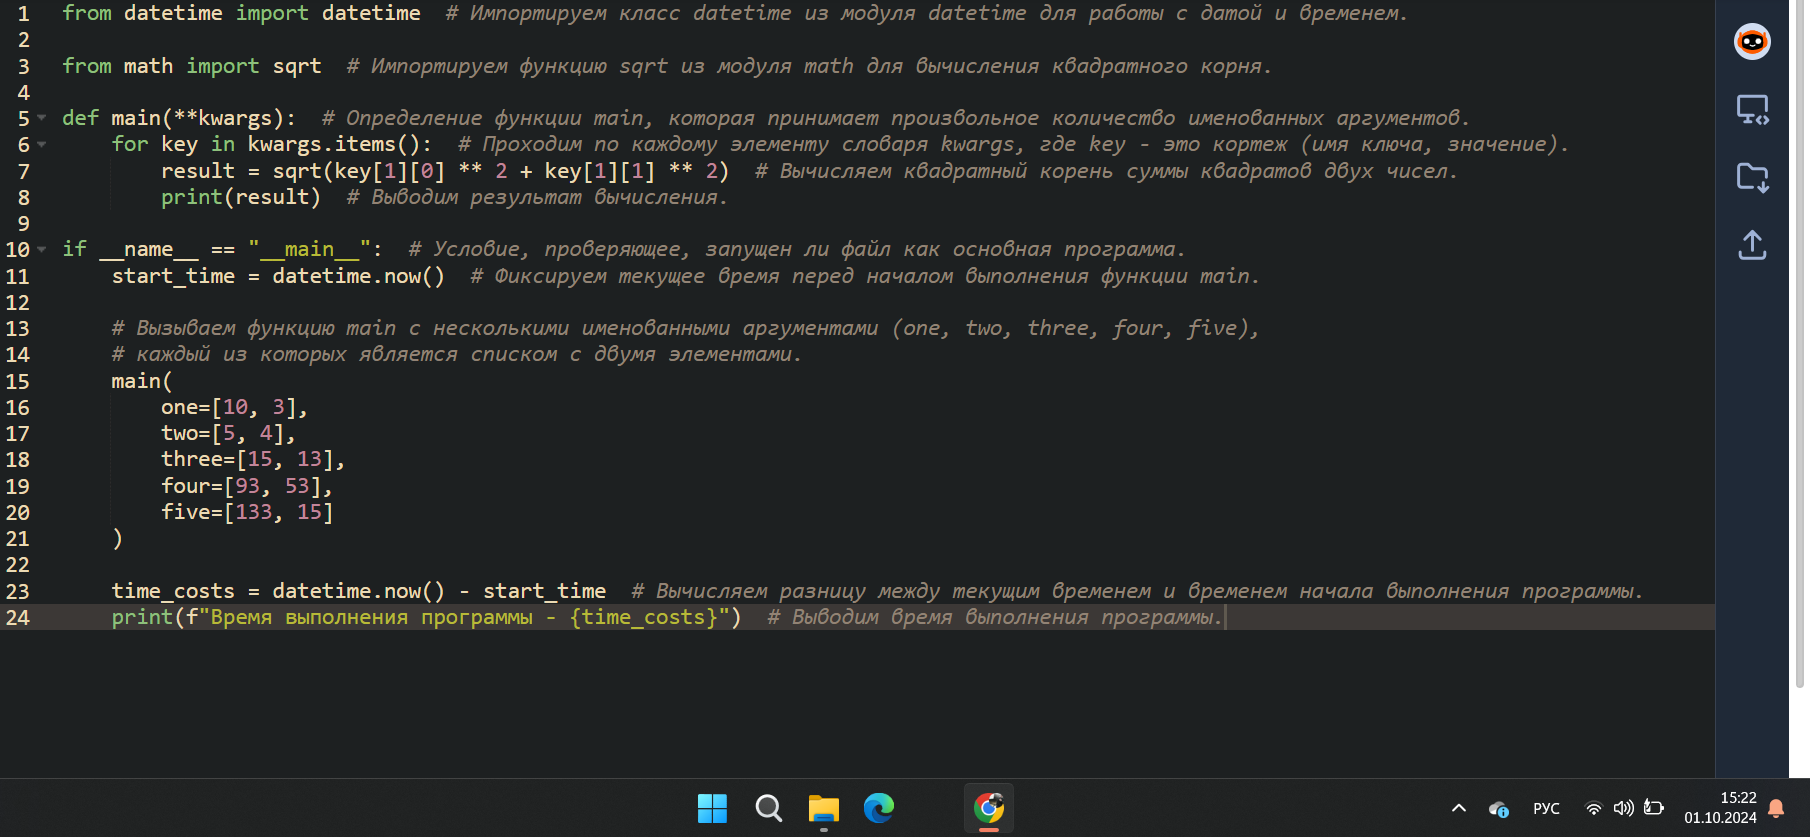 1 from datetime import datetime  # Импортируем класс datetime из модуля datetime для работы с датой и временем.
2
3 from math import sqrt  # Импортируем функцию sqrt из модуля math для вычисления квадратного корня.
4
5 def main(**kwargs):  # Определение функции main, которая принимает произвольное количество именованных аргументов.
6     for key in kwargs.items():  # Проходим по каждому элементу словаря kwargs, где key - это кортеж (имя ключа, значение).
7         result = sqrt(key[1][0] ** 2 + key[1][1] ** 2)  # Вычисляем квадратный корень суммы квадратов двух чисел.
8         print(result)  # Выводим результат вычисления.
9
10 if __name__ == "__main__":  # Условие, проверяющее, запущен ли файл как основная программа.
11     start_time = datetime.now()  # Фиксируем текущее время перед началом выполнения функции main.
12
13     # Вызываем функцию main с несколькими именованными аргументами (one, two, three, four, five),
14     # каждый из которых является списком с двумя элементами.
15     main(
16         one=[10, 3],
17         two=[5, 4],
18         three=[15, 13],
19         four=[93, 53],
20         five=[133, 15]
21     )
22
23     time_costs = datetime.now() - start_time  # Вычисляем разницу между текущим временем и временем начала выполнения программы.
24     print(f"Время выполнения программы - {time_costs}")  # Выводим время выполнения программы.
РУС
15:22
01.10.2024